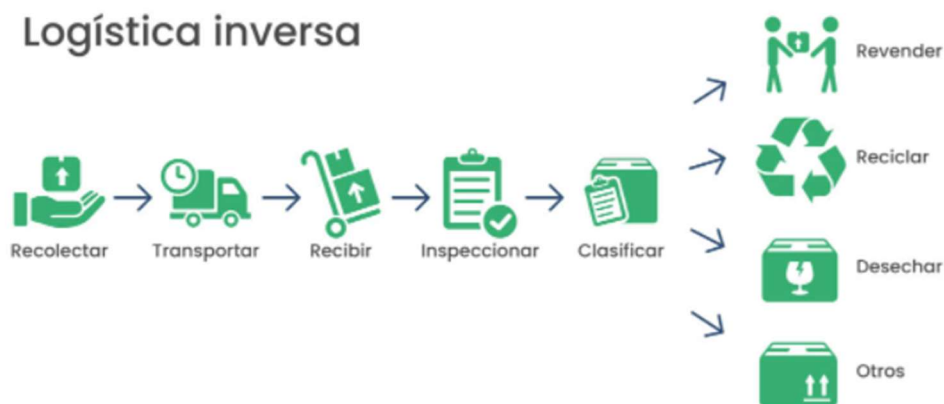 Logística inversa
Recolectar
Transportar
Recibir
Inspeccionar
Clasificar
Revender
Reciclar
Desechar
Otros